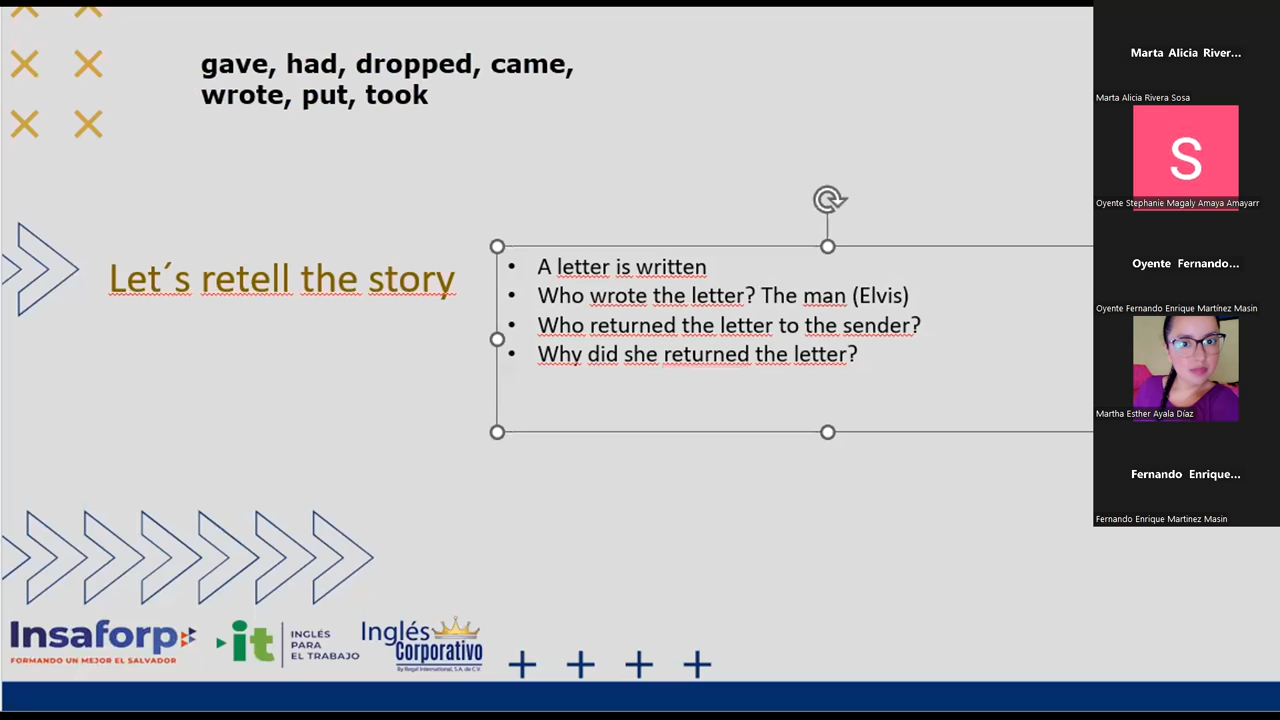 gave, had, dropped, came,
wrote, put, took
Let´s retell the story
• A letter is written
• Who wrote the letter? The man (Elvis)
• Who returned the letter to the sender?
• Why did she returned the letter?
Marta Alicia River...
Marta Alicia Rivera Sosa
S
Oyente Stephanie Magaly Amaya Amayarr
Oyente Fernando...
Oyente Fernando Enrique Martínez Masin
Martha Esther Ayala Díaz
Fernando Enrique...
Fernando Enrique Martinez Masin
Insaforp
FORMANDO UN MEJOR EL SALVADOR
it
INGLÉS
PARA
EL TRABAJO
Inglés
Corporativo
By Regal International, S.A. de C.V.